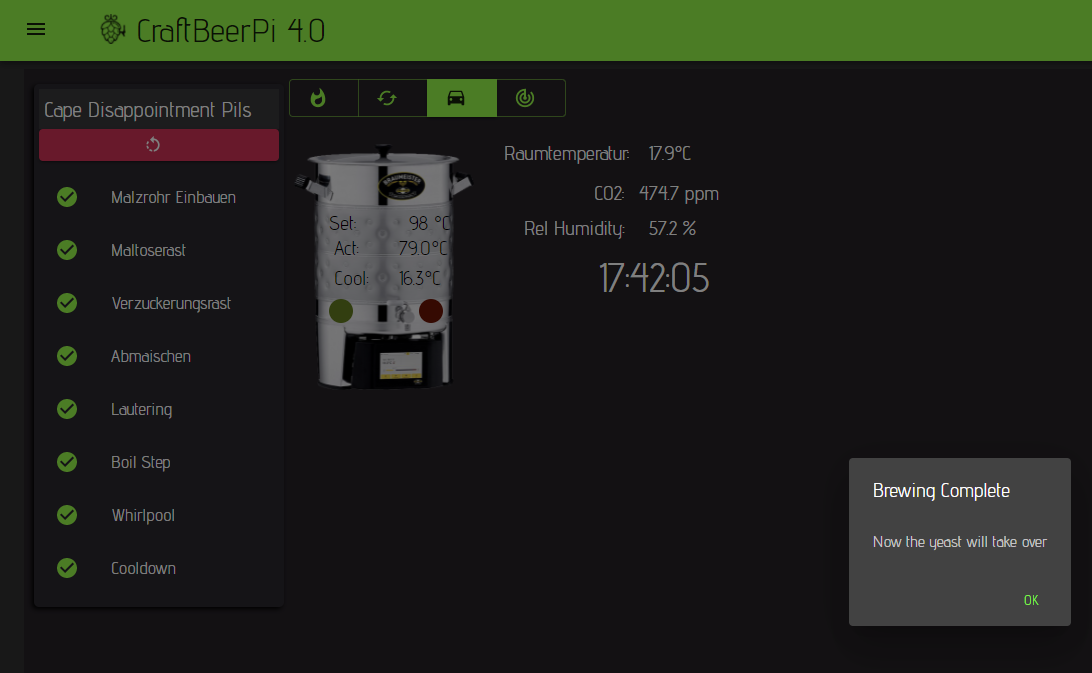 CraftBeerPi 4.0
Cape Disappointment Pils
Malzrohr Einbauen
Maltoserast
Verzuckerungsrast
Abmaischen
Lautering
Boil Step
Whirlpool
Cooldown
BRAUMEISTER
Set: 98 °C
Act: 79.0°C
Cool: 16.3°C
Raumtemperatur: 17.9°C
CO2: 474.7 ppm
Rel Humidity: 57.2 %
17:42:05
Brewing Complete
Now the yeast will take over
OK